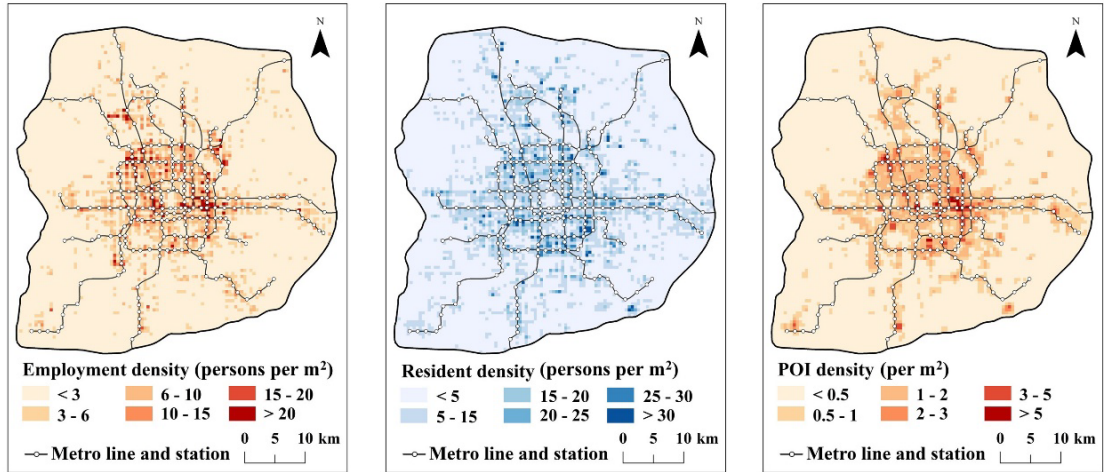 N
Employment density (persons per m²)
< 3
6 - 10
15 - 20
3 - 6
10 - 15
> 20
0 5 10 km
Metro line and station
N
Resident density (persons per m²)
< 5
15 - 20
25 - 30
5 - 15
20 - 25
> 30
0 5 10 km
Metro line and station
N
POI density (persons per m²)
< 0.5
1 - 2
3 - 5
0.5 - 1
2 - 3
> 5
0 5 10 km
Metro line and station